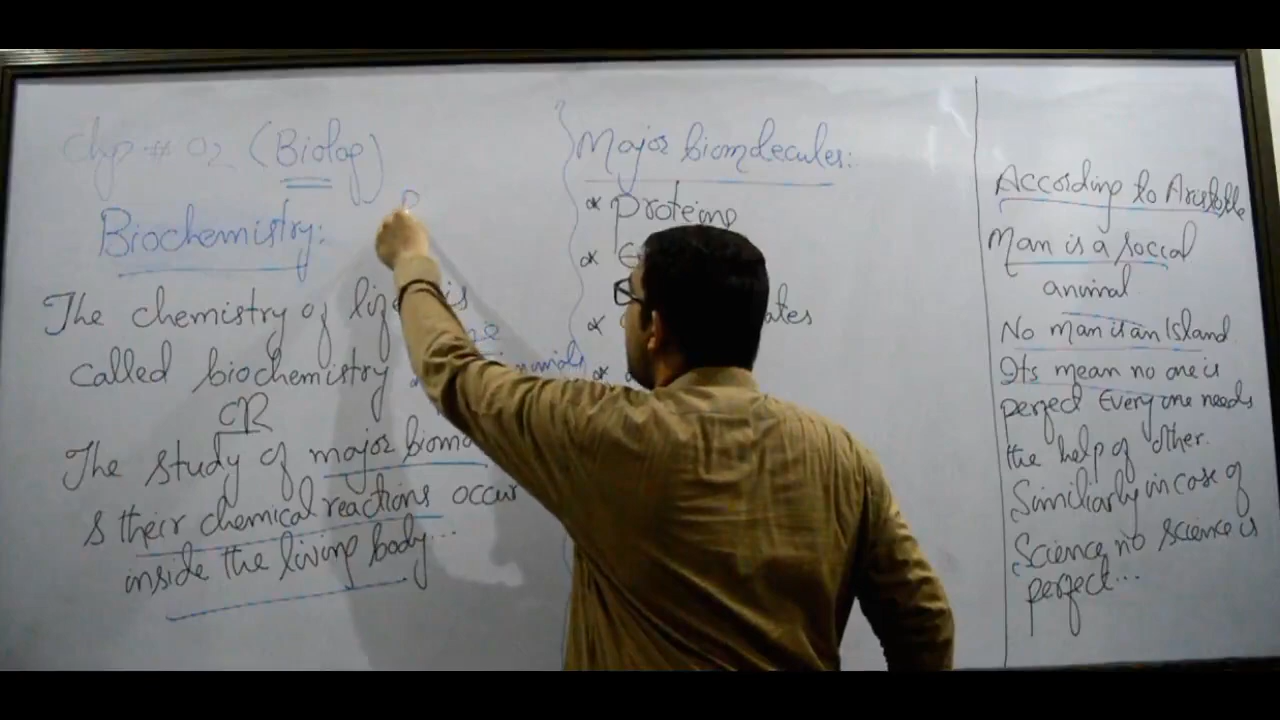 Chp # 02 (Biology)
Biochemistry:
The chemistry of life is
called biochemistry
OR
The study of major biomo
& their chemical reactions occur
inside the living body...
Major biomolecules:
* Proteins
*
* ates
*
According to Aristotle
Man is a social
animal
No man is an Island
Its mean no one is
perfect Every one needs
the help of other.
Similiarly in case of
Science, no science is
perfect...